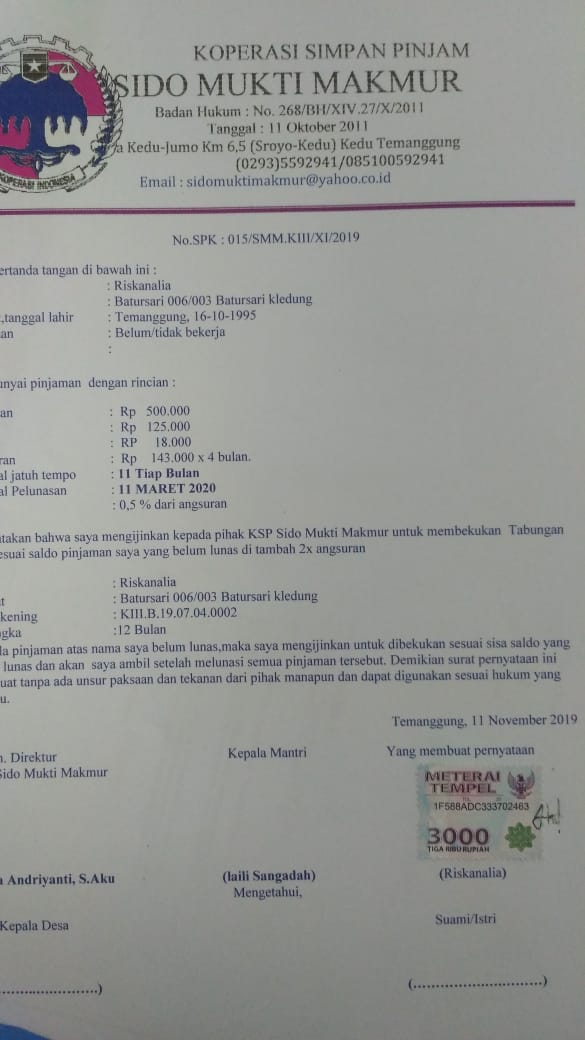 KOPERASI SIMPAN PINJAM
SIDO MUKTI MAKMUR
Badan Hukum : No. 268/BH/XIV.27/X/2011
Tanggal : 11 Oktober 2011
a Kedu-Jumo Km 6,5 (Sroyo-Kedu) Kedu Temanggung
(0293)5592941/085100592941
Email : sidomuktimakmur@yahoo.co.id
KOPERASI INDONESIA
No.SPK : 015/SMM.KIII/XI/2019
ertanda tangan di bawah ini :
: Riskanalia
: Batursari 006/003 Batursari kledung
,tanggal lahir : Temanggung, 16-10-1995
an : Belum/tidak bekerja
:
unyai pinjaman dengan rincian :
an : Rp 500.000
: Rp 125.000
: RP 18.000
ran : Rp 143.000 x 4 bulan.
al jatuh tempo : 11 Tiap Bulan
al Pelunasan : 11 MARET 2020
: 0,5 % dari angsuran
atakan bahwa saya mengijinkan kepada pihak KSP Sido Mukti Makmur untuk membekukan Tabungan
esuai saldo pinjaman saya yang belum lunas di tambah 2x angsuran
: Riskanalia
t : Batursari 006/003 Batursari kledung
kening : KIII.B.19.07.04.0002
ngka :12 Bulan
la pinjaman atas nama saya belum lunas,maka saya mengijinkan untuk dibekukan sesuai sisa saldo yang
lunas dan akan saya ambil setelah melunasi semua pinjaman tersebut. Demikian surat pernyataan ini
uat tanpa ada unsur paksaan dan tekanan dari pihak manapun dan dapat digunakan sesuai hukum yang
u.
Temanggung, 11 November 2019
n. Direktur Kepala Mantri Yang membuat pernyataan
Sido Mukti Makmur
METERAI
TEMPEL
1F588ADC333702463
3000
TIGA RIBU RUPIAH
a Andriyanti, S.Aku (laili Sangadah) (Riskanalia)
Mengetahui,
Kepala Desa Suami/Istri
......................) (.............................)